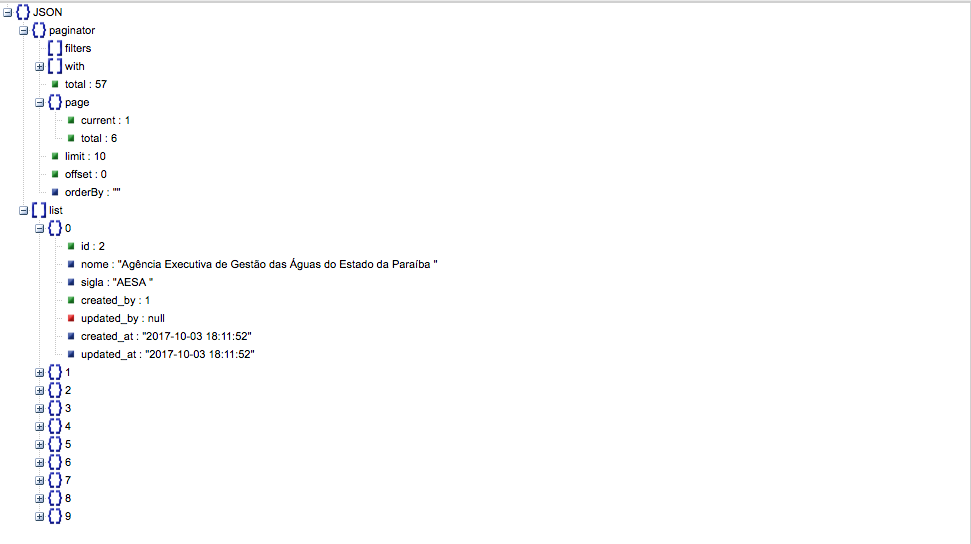 {} JSON
{} paginator
[] filters
[] with
total : 57
{} page
current : 1
total : 6
limit : 10
offset : 0
orderBy : ""
[] list
{} 0
id : 2
nome : "Agência Executiva de Gestão das Águas do Estado da Paraíba "
sigla : "AESA "
created_by : 1
updated_by : null
created_at : "2017-10-03 18:11:52"
updated_at : "2017-10-03 18:11:52"
{} 1
{} 2
{} 3
{} 4
{} 5
{} 6
{} 7
{} 8
{} 9